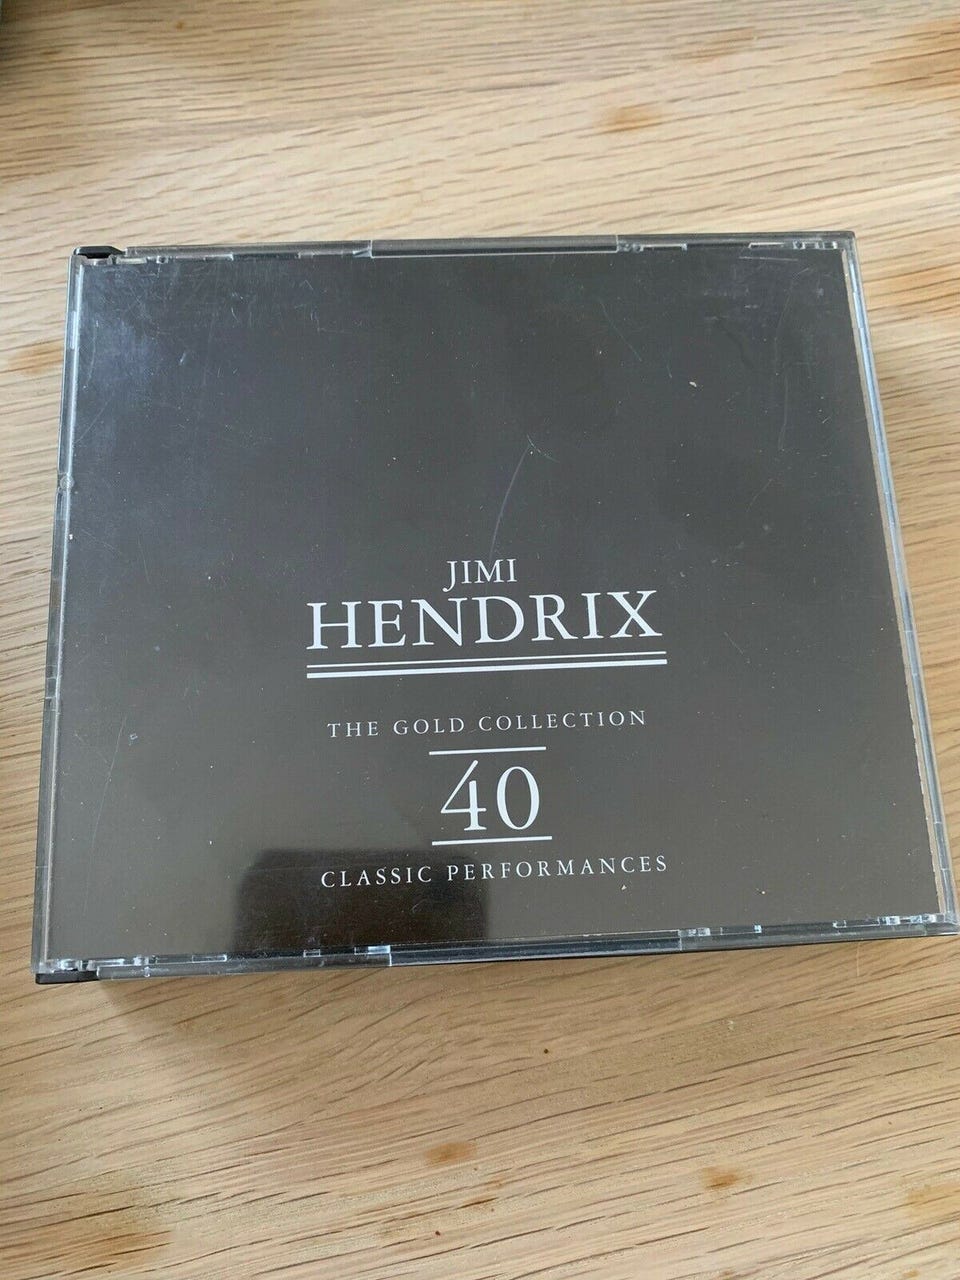 JIMI
HENDRIX
THE GOLD COLLECTION
40
CLASSIC PERFORMANCES